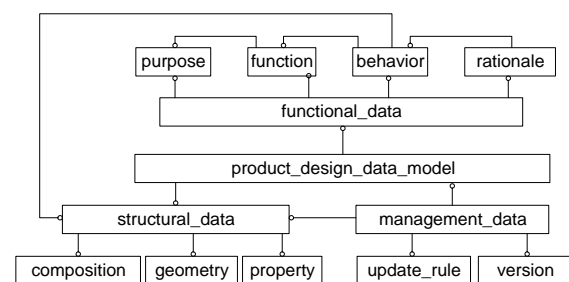 purpose function behavior rationale
functional_data
product_design_data_model
structural_data management_data
composition geometry property update_rule version